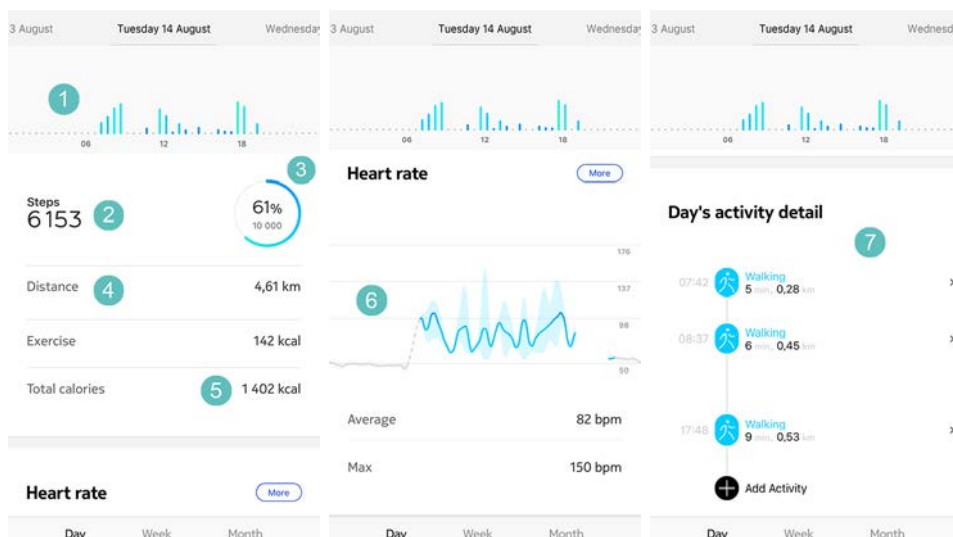 3 August Tuesday 14 August Wednesday
1
06 12 18
3
Steps
6 153
2
61%
10 000
Distance 4 4,61 km
Exercise 142 kcal
Total calories 5 1 402 kcal
Heart rate More
Day Week Month
3 August Tuesday 14 August Wednesday
06 12 18
Heart rate More
176
137
6
98
50
Average 82 bpm
Max 150 bpm
Day Week Month
3 August Tuesday 14 August Wednesd
06 12 18
Day's activity detail
7
Walking
07:42 5 min, 0,28 km
Walking
08:37 6 min, 0,45 km
Walking
17:48 9 min, 0,53 km
Add Activity
Day Week Month